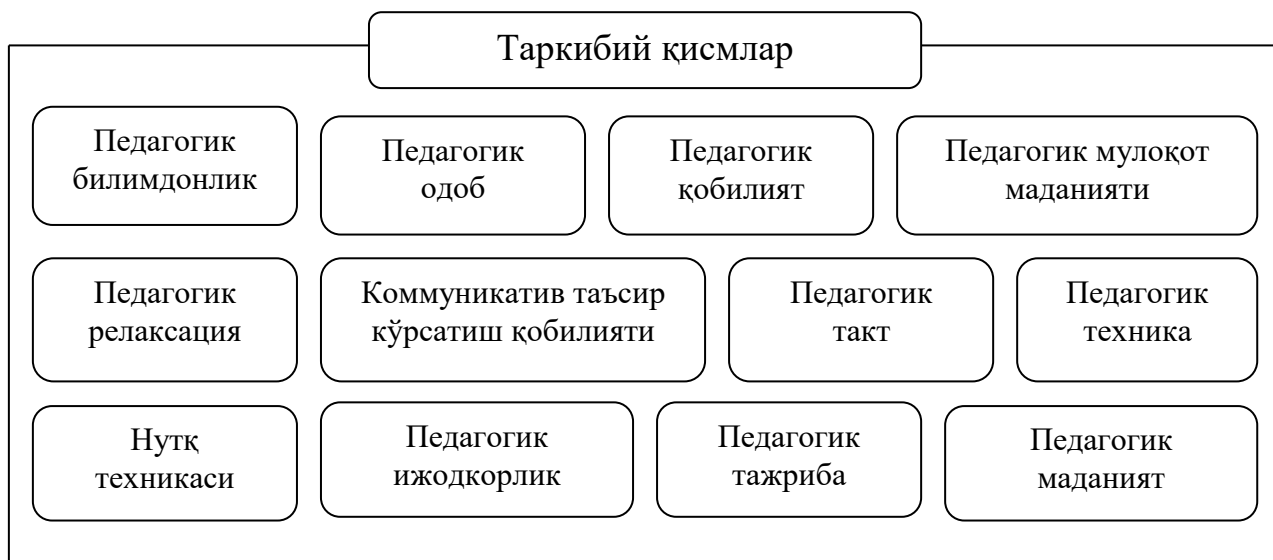 Таркибий қисмлар
Педагогик
билимдонлик
Педагогик
одоб
Педагогик
қобилият
Педагогик мулоқот
маданияти
Педагогик
релаксация
Коммуникатив таъсир
кўрсатиш қобилияти
Педагогик
такт
Педагогик
техника
Нутқ
техникаси
Педагогик
ижодкорлик
Педагогик
тажриба
Педагогик
маданият